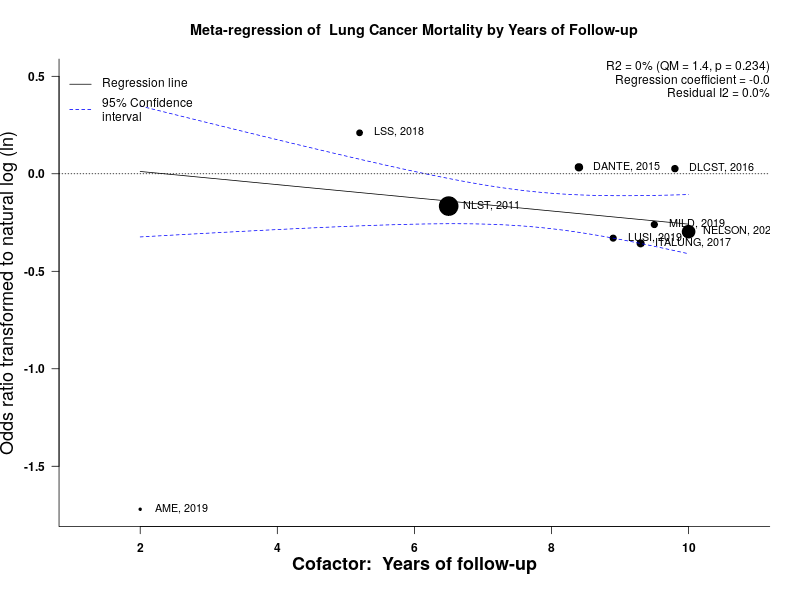 Meta-regression of  Lung Cancer Mortality by Years of Follow-up
R2 = 0% (QM = 1.4, p = 0.234)
Regression coefficient = -0.0
Residual I2 = 0.0%
Regression line
95% Confidence
interval
Odds ratio transformed to natural log (ln)
0.5
0.0
-0.5
-1.0
-1.5
LSS, 2018
DANTE, 2015
DLCST, 2016
NLST, 2011
MILD, 2019
NELSON, 202
LUSI, 2019
ITALUNG, 2017
AME, 2019
2
4
6
8
10
Cofactor:  Years of follow-up